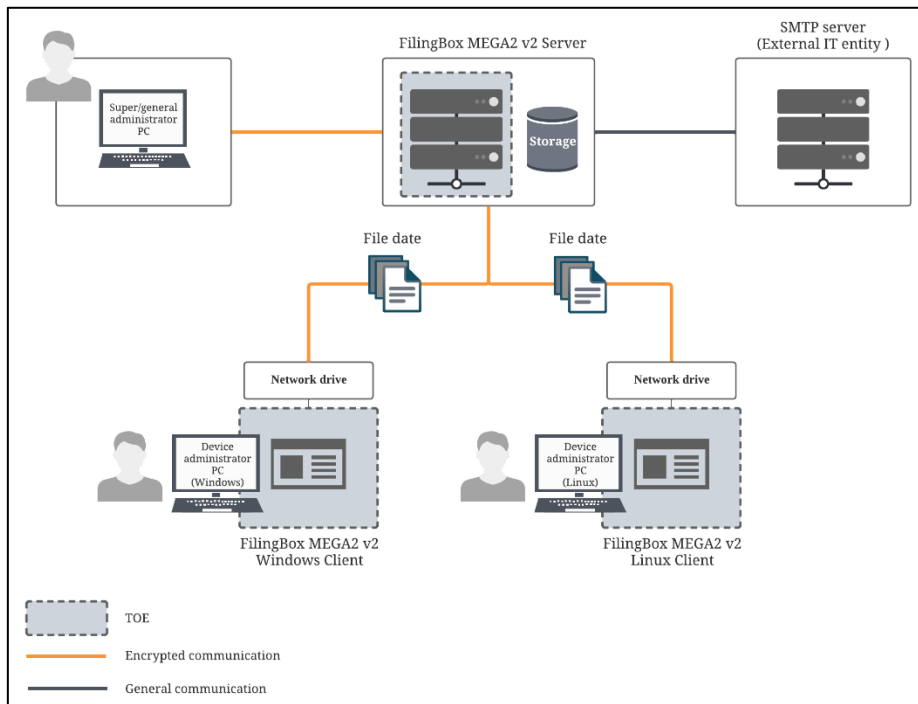 FilingBox MEGA2 v2 Server
SMTP server
(External IT entity )
Super/general
administrator
PC
Storage
File date
File date
Network drive
Network drive
Device
administrator
PC
(Windows)
Device
administrator
PC
(Linux)
FilingBox MEGA2 v2
Windows Client
FilingBox MEGA2 v2
Linux Client
TOE
Encrypted communication
General communication